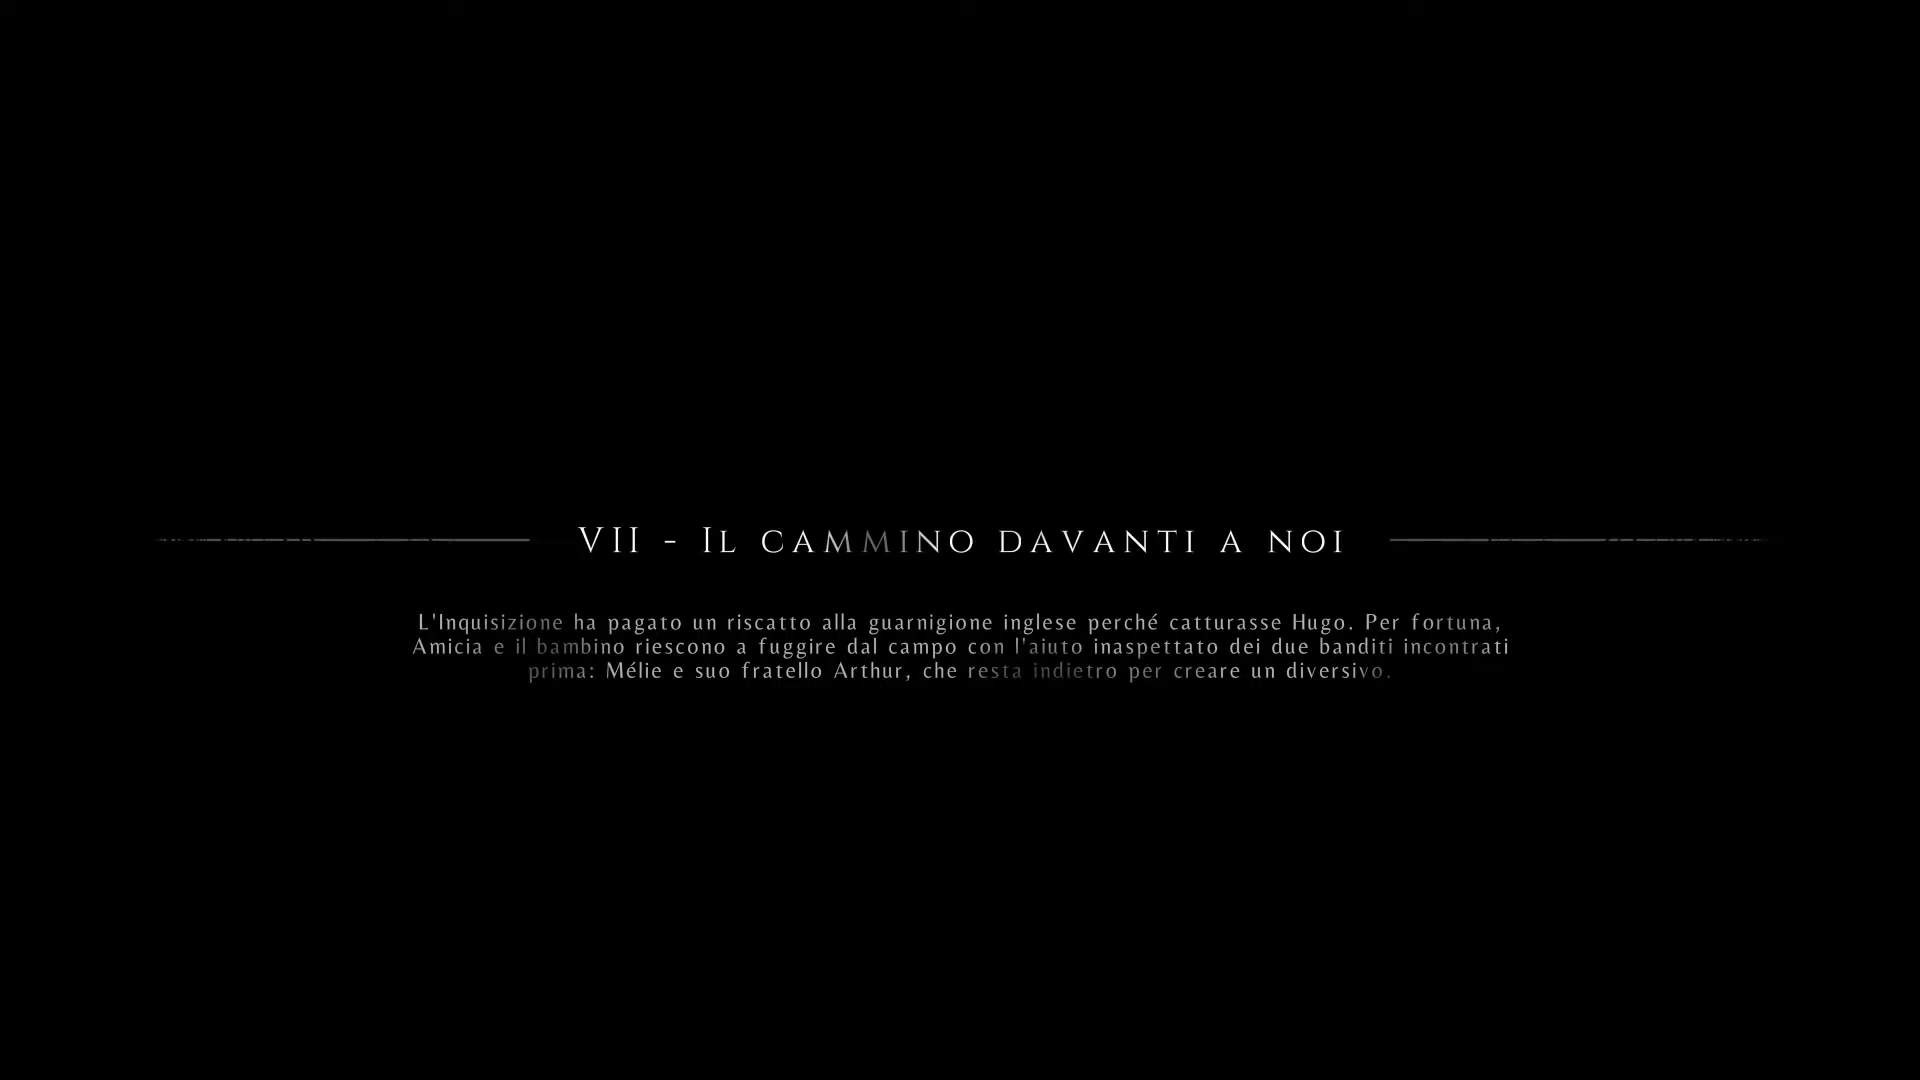 VII - Il cammino davanti a noi
L'Inquisizione ha pagato un riscatto alla guarnigione inglese perché catturasse Hugo. Per fortuna,
Amicia e il bambino riescono a fuggire dal campo con l'aiuto inaspettato dei due banditi incontrati
prima: Mélie e suo fratello Arthur, che resta indietro per creare un diversivo.